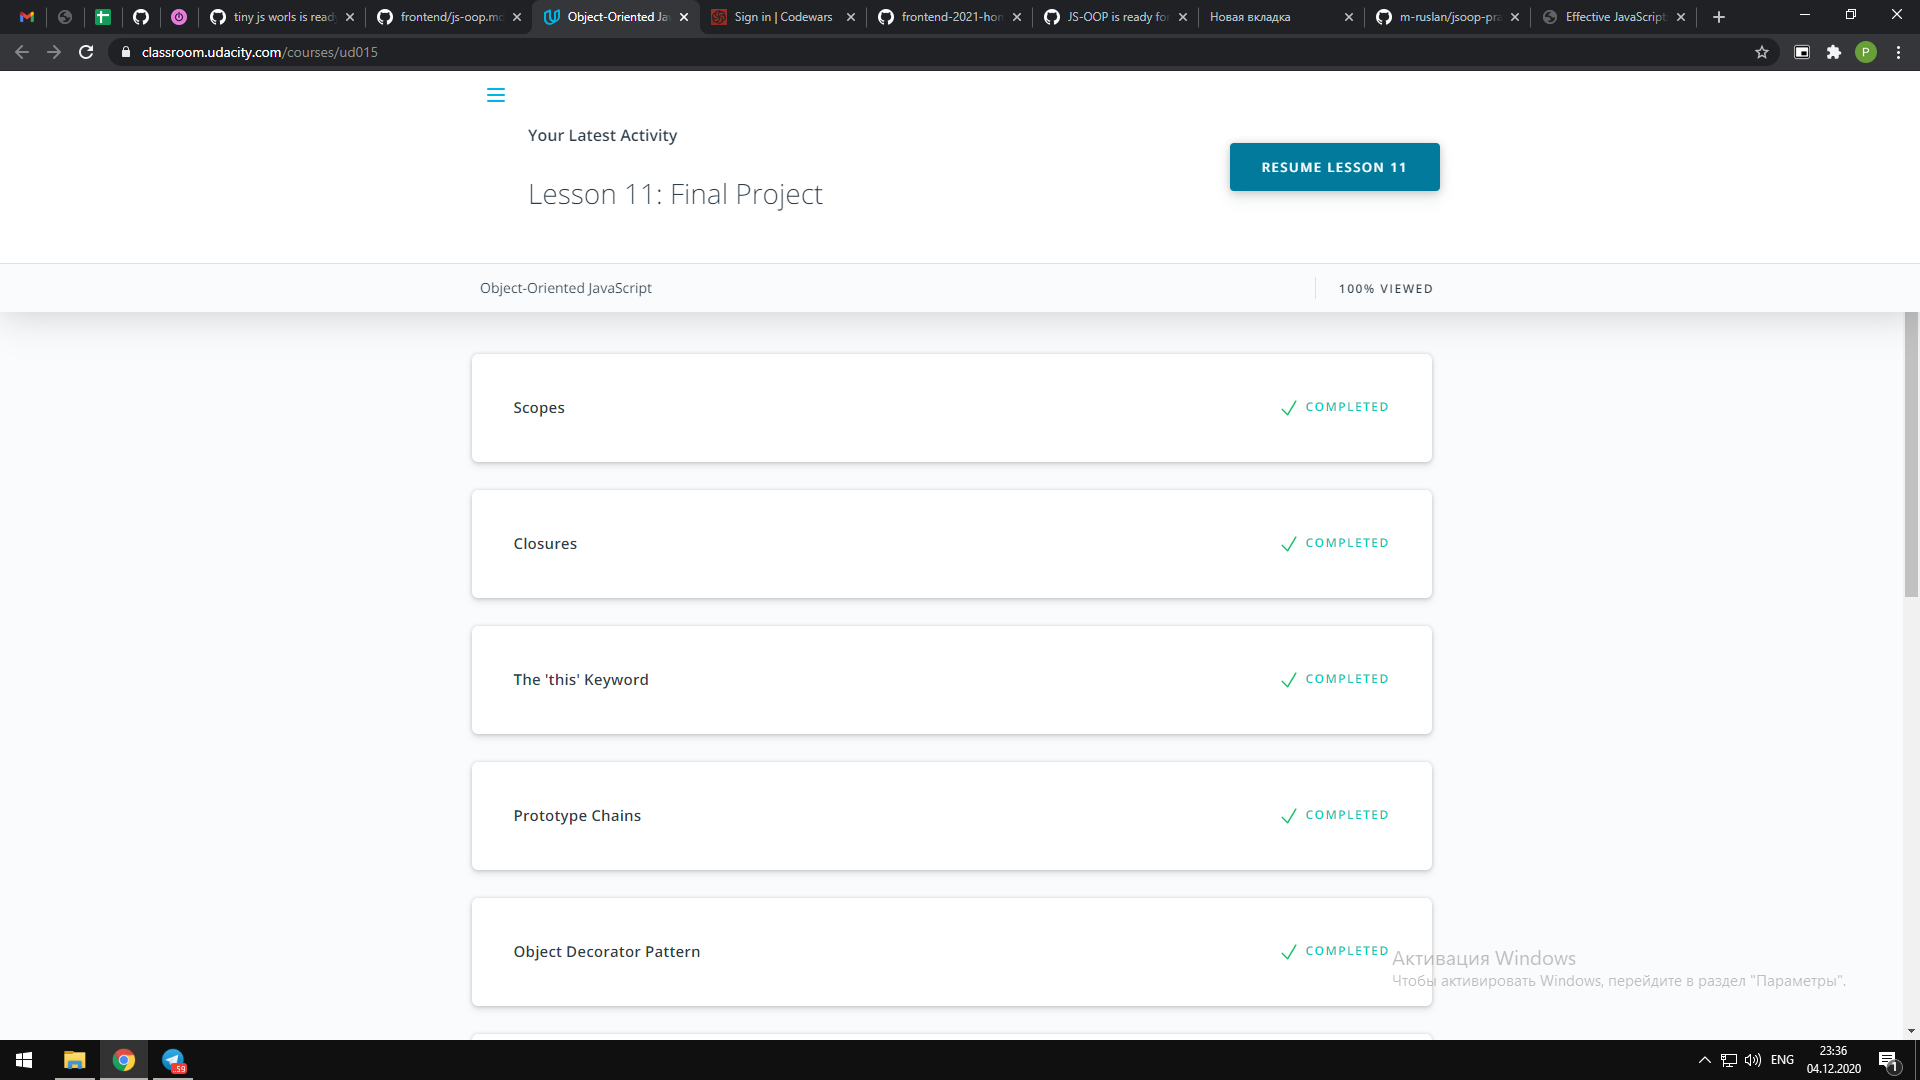 tiny js worls is read
frontend/js-oop.mc
Object-Oriented Ja
Sign in | Codewars
frontend-2021-hom
JS-OOP is ready for
Новая вкладка
m-ruslan/jsoop-pra
Effective JavaScript
classroom.udacity.com/courses/ud015
P
Your Latest Activity
Lesson 11: Final Project
RESUME LESSON 11
Object-Oriented JavaScript
100% VIEWED
Scopes
COMPLETED
Closures
COMPLETED
The 'this' Keyword
COMPLETED
Prototype Chains
COMPLETED
Object Decorator Pattern
COMPLETED
Активация Windows
Чтобы активировать Windows, перейдите в раздел "Параметры".
59
ENG
23:36
04.12.2020
1